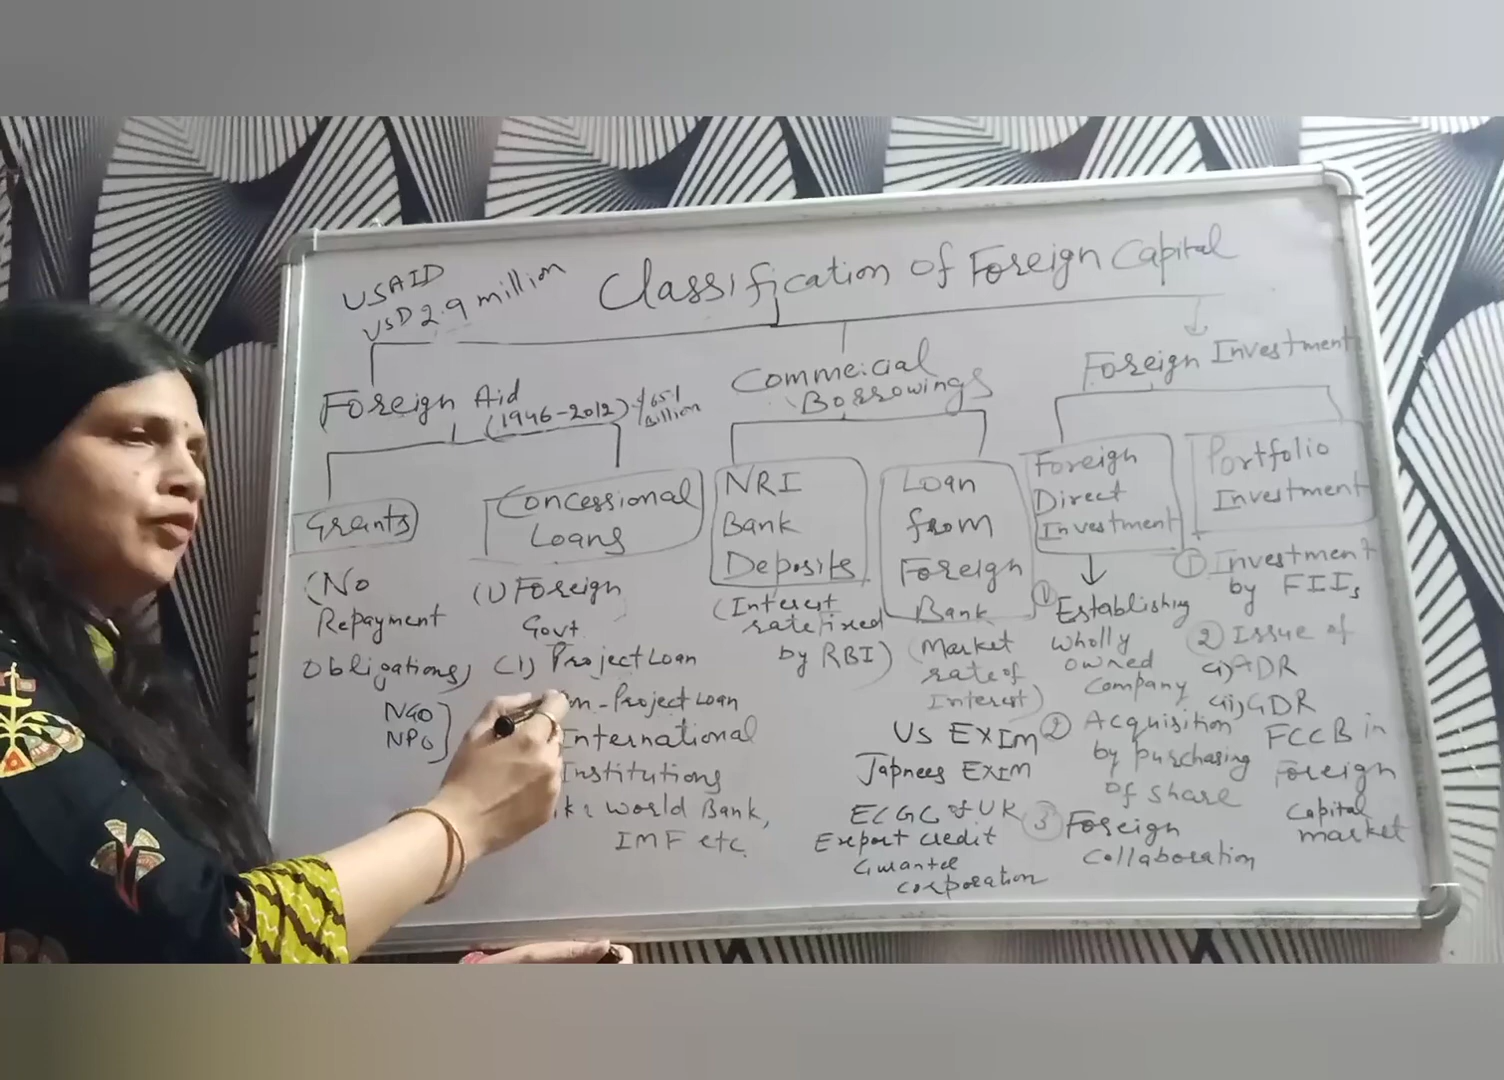 USAID
USD 2.9 million
Classification of Foreign Capital
Foreign Aid
(1946-2012)
billion
Commercial
Borrowings
Foreign Investment
Grants
(No
Repayment
Obligations)
NGO
NPO
Concessional
Loans
(1) Foreign
Govt
(1) Project Loan
Project Loan
International
Institutions
World Bank,
IMF etc.
NRI
Bank
Deposits
(Interest
rate fixed
by RBI)
Loan
from
Foreign
Bank
(Market
rate of
Interest)
US EXIM
Japnees EXIM
ECGC of UK
Export Credit
Corporation
Foreign
Direct
Investment
1 Establishing
Wholly
owned
Company
2 Acquisition
by purchasing
of share
3 Foreign
Collaboration
Portfolio
Investment
1 Investment
by FIIs
2 Issue of
i) ADR
ii) GDR
FCCB in
Foreign
Capital
market